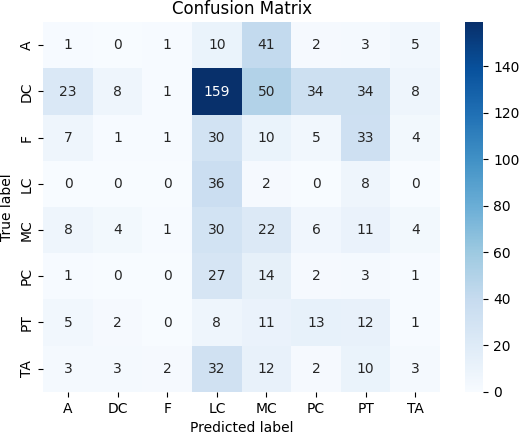 Confusion Matrix
A 1 0 1 10 41 2 3 5
DC 23 8 1 159 50 34 34 8
F 7 1 1 30 10 5 33 4
LC 0 0 0 36 2 0 8 0
MC 8 4 1 30 22 6 11 4
PC 1 0 0 27 14 2 3 1
PT 5 2 0 8 11 13 12 1
TA 3 3 2 32 12 2 10 3
A DC F LC MC PC PT TA
Predicted label
True label
140
120
100
80
60
40
20
0